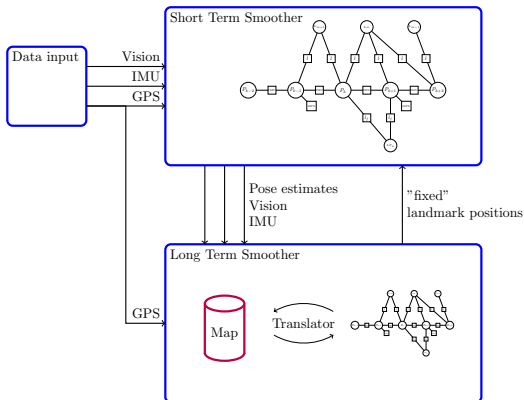 Short Term Smoother
Data input
Vision
IMU
GPS
Pose estimates
Vision
IMU
"fixed"
landmark positions
Long Term Smoother
GPS
Map
Translator